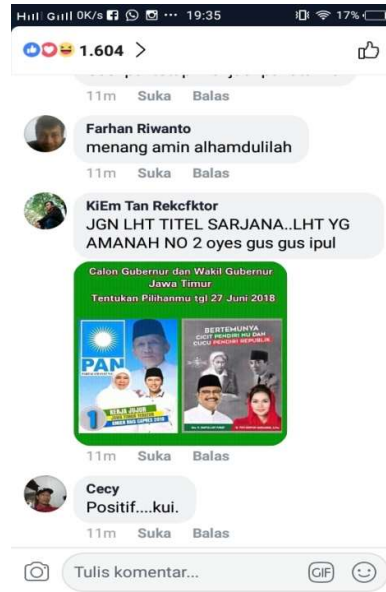 19:35
17%
1.604 >
11m Suka Balas
Farhan Riwanto
menang amin alhamdulilah
11m Suka Balas
KiEm Tan Rekcfktor
JGN LHT TITEL SARJANA..LHT YG
AMANAH NO 2 oyes gus gus ipul
Calon Gubernur dan Wakil Gubernur
Jawa Timur
Tentukan Pilihanmu tgl 27 Juni 2018
PAN
1
KERJA JUJUR
BERTEMUNYA
CICIT PENDIRI NU DAN
CUCU PENDIRI REPUBLIK
11m Suka Balas
Cecy
Positif....kui.
11m Suka Balas
Tulis komentar...
GIF